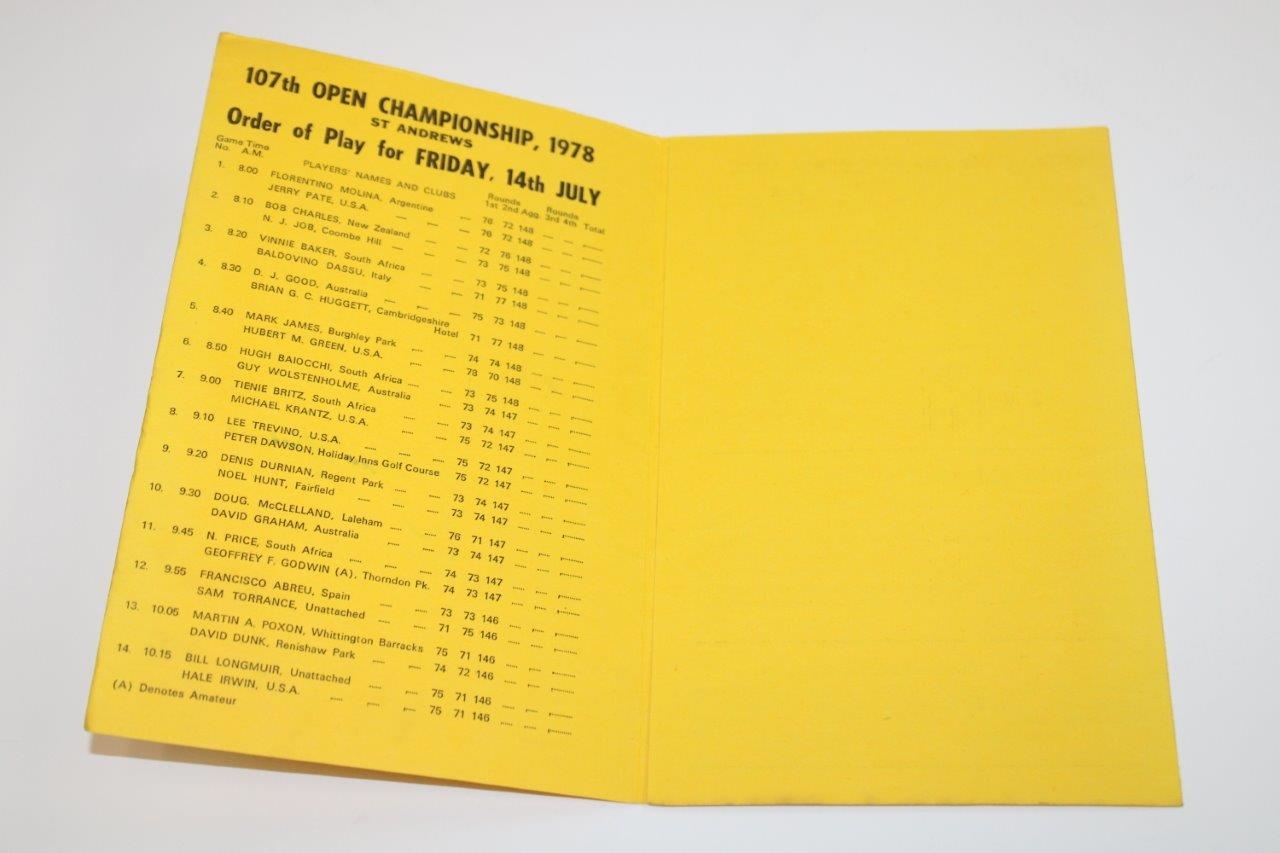 107th OPEN CHAMPIONSHIP, 1978
ST ANDREWS
Order of Play for FRIDAY, 14th JULY
Game Time Rounds Rounds
No. A.M. PLAYERS' NAMES AND CLUBS 1st 2nd Agg. 3rd 4th Total
1. 8.00 FLORENTINO MOLINA, Argentine 76 72 148
JERRY PATE, U.S.A. 76 72 148
2. 8.10 BOB CHARLES, New Zealand 72 76 148
N. J. JOB, Coombe Hill 73 75 148
3. 8.20 VINNIE BAKER, South Africa 73 75 148
BALDOVINO DASSU, Italy 71 77 148
4. 8.30 D. J. GOOD, Australia 75 73 148
BRIAN G. C. HUGGETT, Cambridgeshire
Hotel 71 77 148
5. 8.40 MARK JAMES, Burghley Park 74 74 148
HUBERT M. GREEN, U.S.A. 78 70 148
6. 8.50 HUGH BAIOCCHI, South Africa 73 75 148
GUY WOLSTENHOLME, Australia 73 74 147
7. 9.00 TIENIE BRITZ, South Africa 73 74 147
MICHAEL KRANTZ, U.S.A. 75 72 147
8. 9.10 LEE TREVINO, U.S.A. 75 72 147
PETER DAWSON, Holiday Inns Golf Course 75 72 147
9. 9.20 DENIS DURNIAN, Regent Park 73 74 147
NOEL HUNT, Fairfield 73 74 147
10. 9.30 DOUG. McCLELLAND, Laleham 76 71 147
DAVID GRAHAM, Australia 73 74 147
11. 9.45 N. PRICE, South Africa 74 73 147
GEOFFREY F. GODWIN (A), Thorndon Pk. 74 73 147
12. 9.55 FRANCISCO ABREU, Spain 73 73 146
SAM TORRANCE, Unattached 71 75 146
13. 10.05 MARTIN A. POXON, Whittington Barracks 75 71 146
DAVID DUNK, Renishaw Park 74 72 146
14. 10.15 BILL LONGMUIR, Unattached 75 71 146
HALE IRWIN, U.S.A. 75 71 146
(A) Denotes Amateur